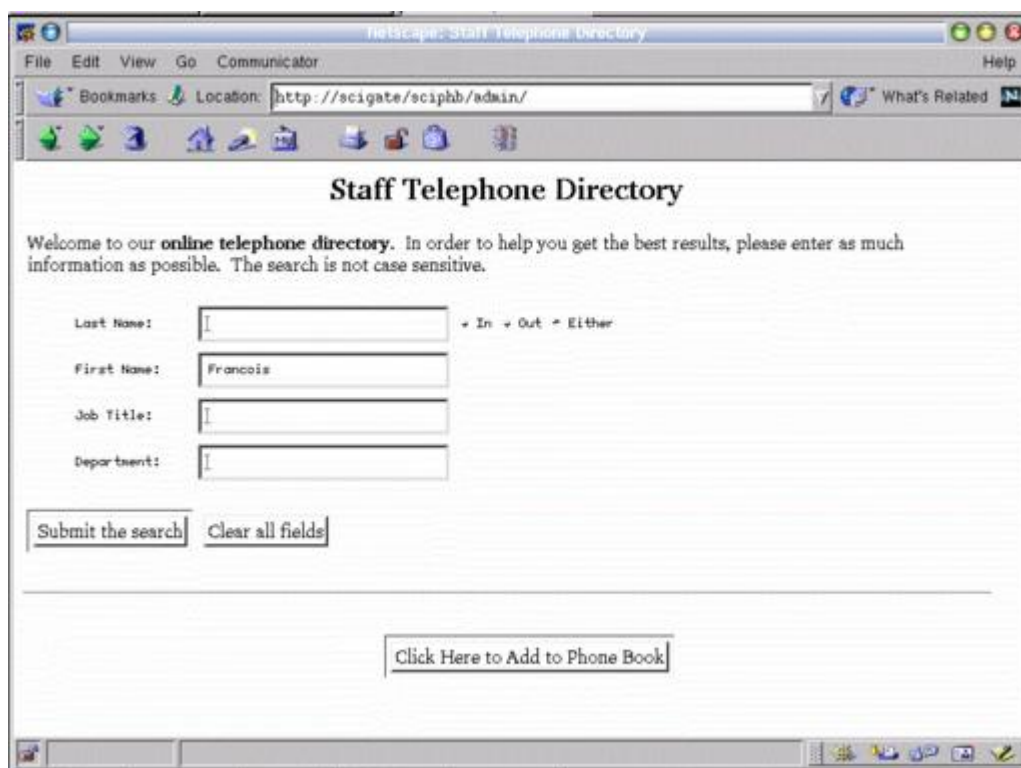 Netscape: Staff Telephone Directory
File Edit View Go Communicator Help
Bookmarks Location: http://scigate/sciphb/admin/ What's Related N
Staff Telephone Directory
Welcome to our online telephone directory. In order to help you get the best results, please enter as much
information as possible. The search is not case sensitive.
Last Name: In Out Either
First Name: Francois
Job Title:
Department:
Submit the search Clear all fields
Click Here to Add to Phone Book